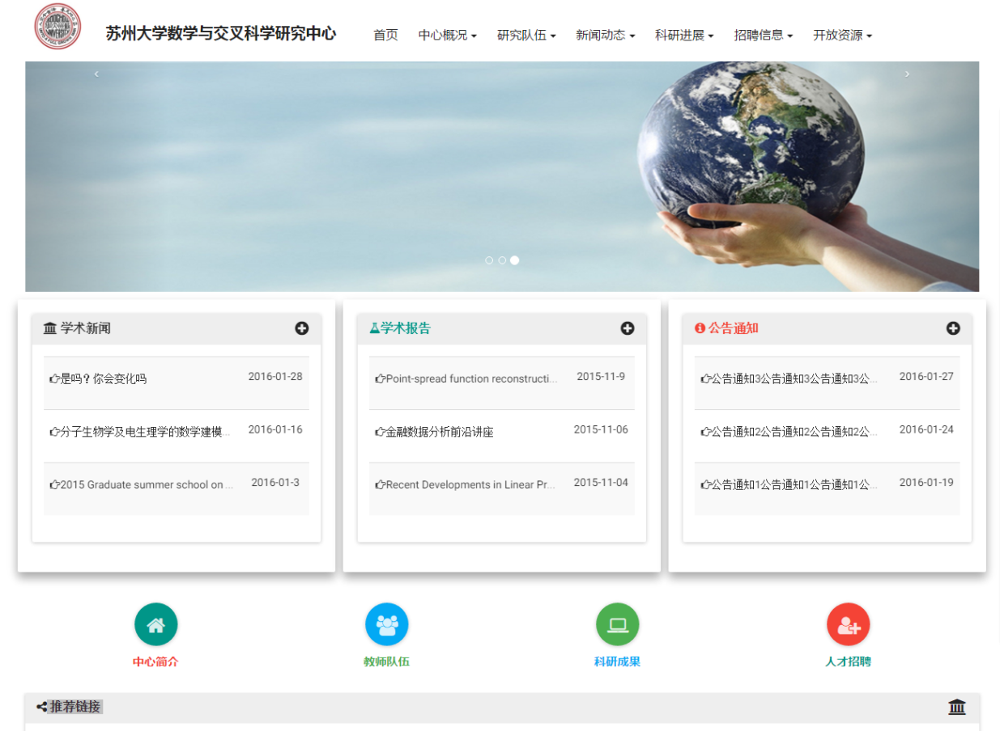 苏州大学数学与交叉科学研究中心 首页 中心概况 研究队伍 新闻动态 科研进展 招聘信息 开放资源
学术新闻
是吗？你会变化吗 2016-01-28
分子生物学及电生理学的数学建模... 2016-01-16
2015 Graduate summer school on ... 2016-01-3
学术报告
Point-spread function reconstructi... 2015-11-9
金融数据分析前沿讲座 2015-11-06
Recent Developments in Linear Pr... 2015-11-04
公告通知
公告通知3公告通知3公告通知3公... 2016-01-27
公告通知2公告通知2公告通知2公... 2016-01-24
公告通知1公告通知1公告通知1公... 2016-01-19
中心简介 教师队伍 科研成果 人才招聘
推荐链接